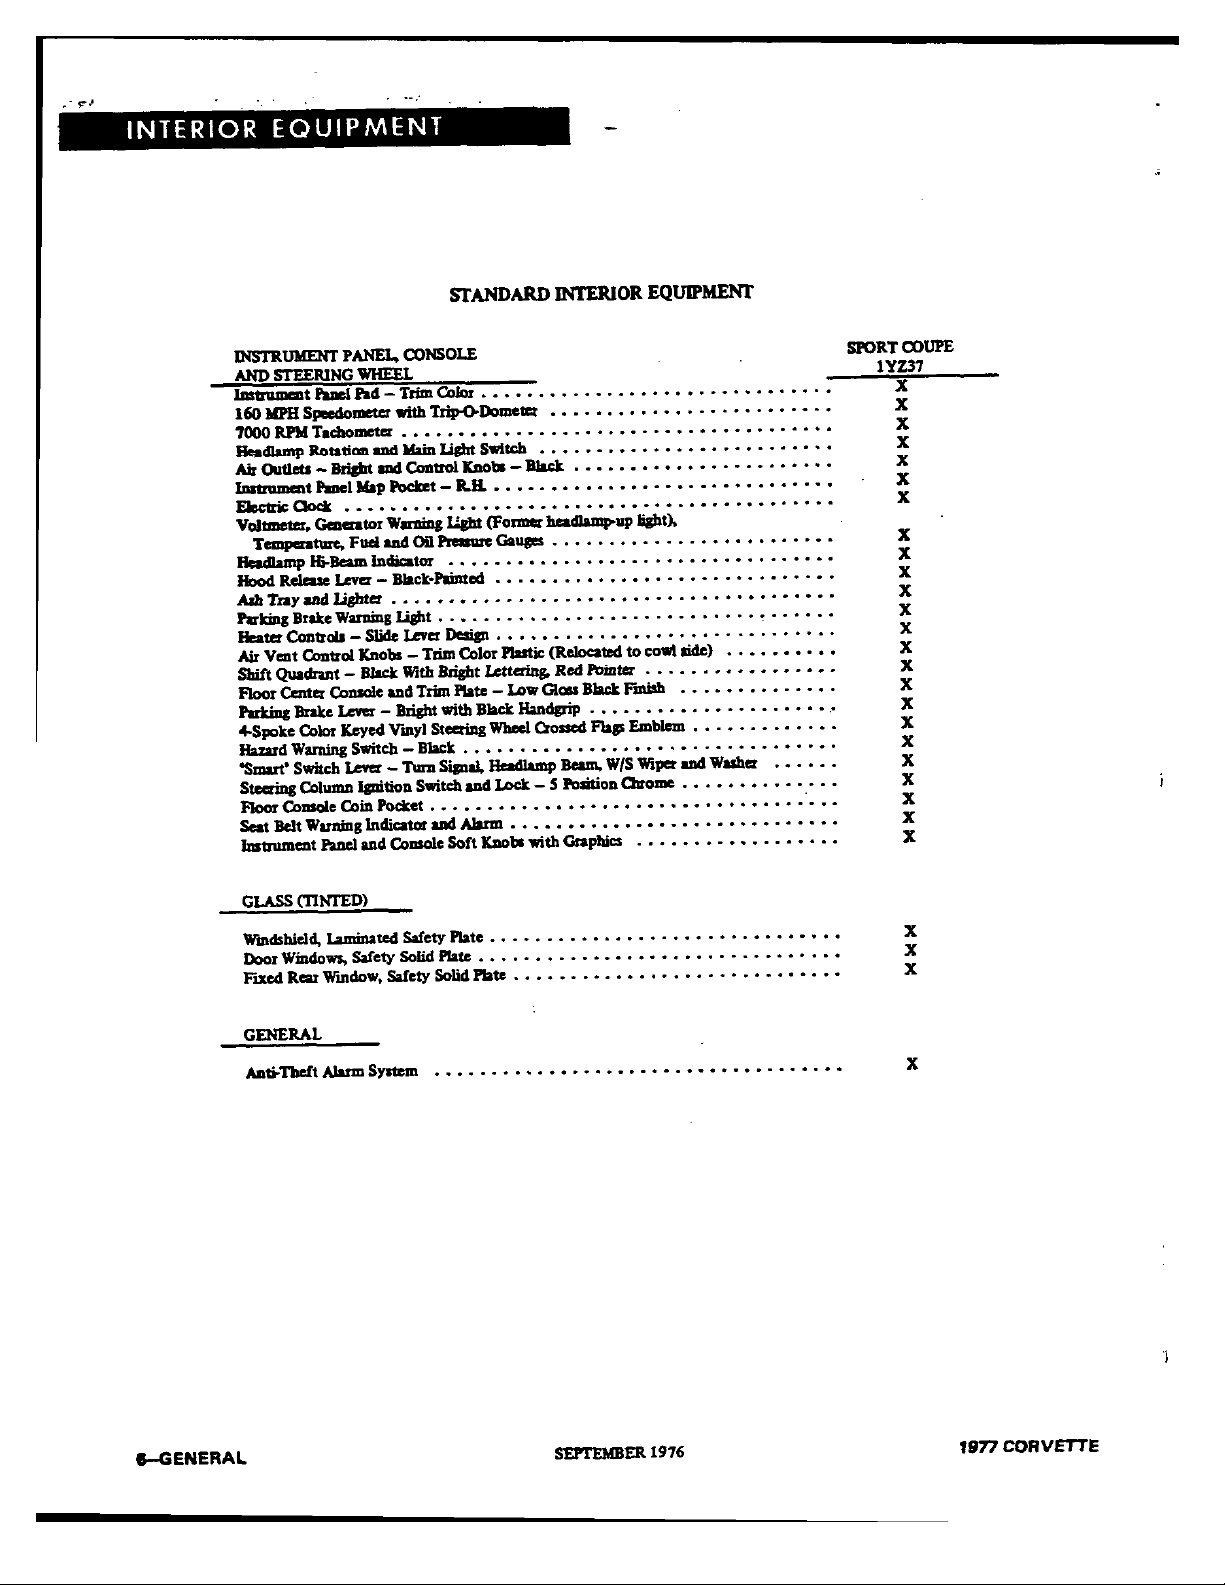 INTERIOR EQUIPMENT
STANDARD INTERIOR EQUIPMENT
INSTRUMENT PANEL, CONSOLE
AND STEERING WHEEL
SPORT COUPE
1YZ37
Instrument Panel Pad – Trim Color . . . . . . . . . . X
160 MPH Speedometer with Trip-O-Dometer . . . . . . . . . . X
7000 RPM Tachometer . . . . . . . . . . X
Headlamp Rotation and Main Light Switch . . . . . . . . . . X
Air Outlets – Bright and Control Knobs – Black . . . . . . . . . . X
Instrument Panel Map Pocket – R.H. . . . . . . . . . . X
Electric Clock . . . . . . . . . . X
Voltmeter, Generator Warning Light (Former headlamp-up light),
Temperature, Fuel and Oil Pressure Gauges . . . . . . . . . . X
Headlamp Hi-Beam Indicator . . . . . . . . . . X
Hood Release Lever – Black-Painted . . . . . . . . . . X
Ash Tray and Lighter . . . . . . . . . . X
Parking Brake Warning Light . . . . . . . . . . X
Heater Controls – Slide Lever Design . . . . . . . . . . X
Air Vent Control Knobs – Trim Color Plastic (Relocated to cowl side) . . . . . . . . . . X
Shift Quadrant – Black With Bright Lettering, Red Pointer . . . . . . . . . . X
Floor Center Console and Trim Plate – Low Gloss Black Finish . . . . . . . . . . X
Parking Brake Lever – Bright with Black Handgrip . . . . . . . . . . X
4-Spoke Color Keyed Vinyl Steering Wheel Crossed Flags Emblem . . . . . . . . . . X
Hazard Warning Switch – Black . . . . . . . . . . X
"Smart" Switch Lever – Turn Signal, Headlamp Beam, W/S Wiper and Washer . . . . . . X
Steering Column Ignition Switch and Lock – 5 Position Chrome . . . . . . . . . . X
Floor Console Coin Pocket . . . . . . . . . . X
Seat Belt Warning Indicator and Alarm . . . . . . . . . . X
Instrument Panel and Console Soft Knobs with Graphics . . . . . . . . . . X
GLASS (TINTED)
Windshield, Laminated Safety Plate . . . . . . . . . . X
Door Windows, Safety Solid Plate . . . . . . . . . . X
Fixed Rear Window, Safety Solid Plate . . . . . . . . . . X
GENERAL
Anti-Theft Alarm System . . . . . . . . . . X
6—GENERAL
SEPTEMBER 1976
1977 CORVETTE